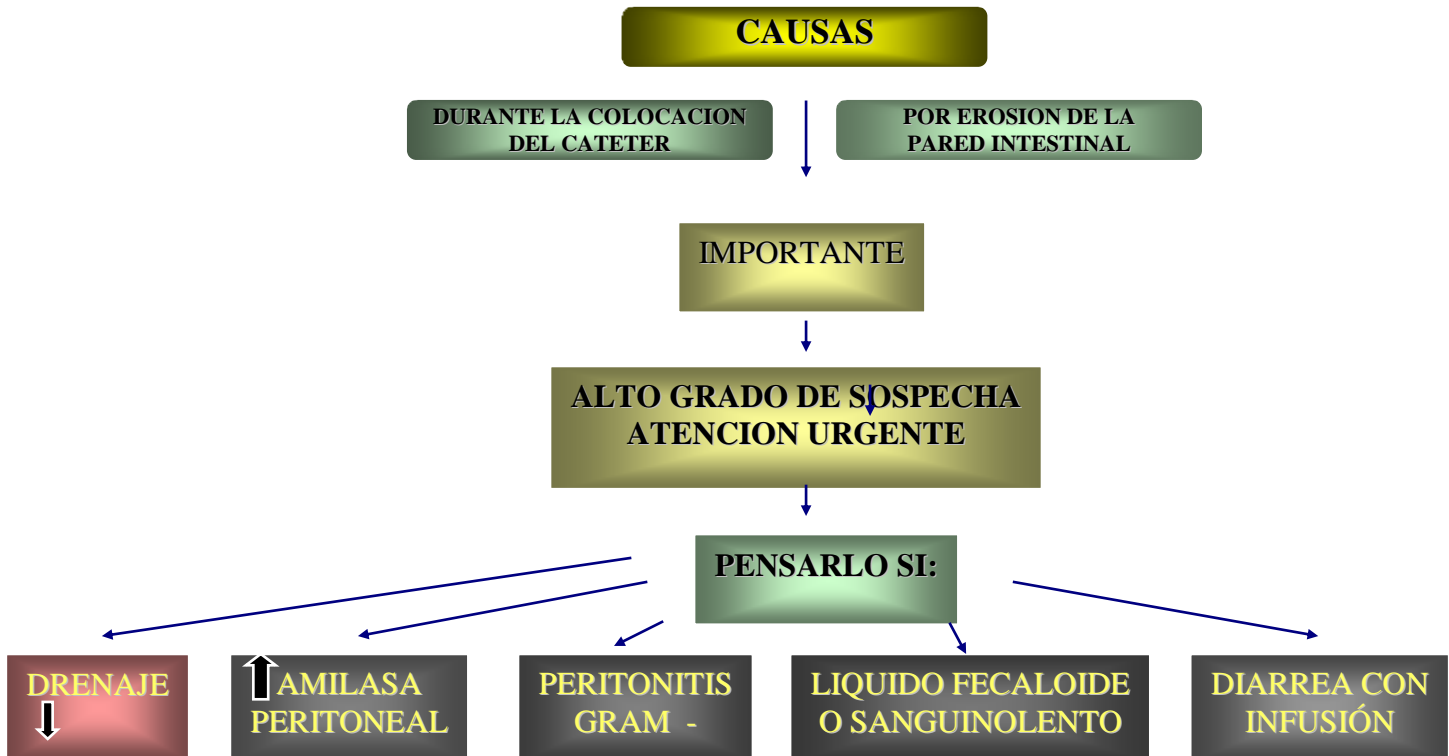 CAUSAS
DURANTE LA COLOCACION
DEL CATETER
POR EROSION DE LA
PARED INTESTINAL
IMPORTANTE
ALTO GRADO DE SOSPECHA
ATENCION URGENTE
PENSARLO SI:
DRENAJE
AMILASA
PERITONEAL
PERITONITIS
GRAM -
LIQUIDO FECALOIDE
O SANGUINOLENTO
DIARREA CON
INFUSIÓN